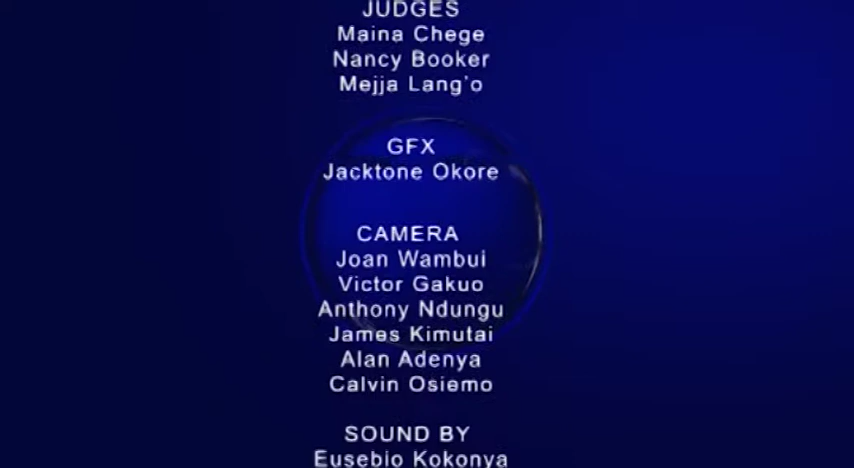 JUDGES
Maina Chege
Nancy Booker
Mejja Lang'o
GFX
Jacktone Okore
CAMERA
Joan Wambui
Victor Gakuo
Anthony Ndungu
James Kimutai
Alan Adenya
Calvin Osiemo
SOUND BY
Eusebio Kokonya